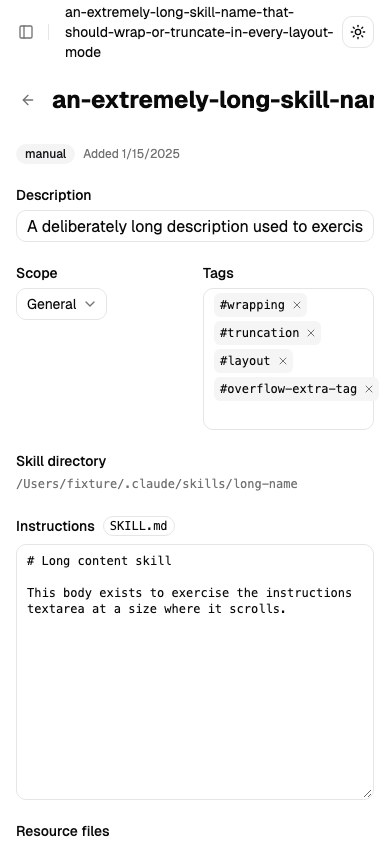 an-extremely-long-skill-name-that-
should-wrap-or-truncate-in-every-layout-
mode
an-extremely-long-skill-nar
manual Added 1/15/2025
Description
A deliberately long description used to exercis
Scope Tags
General
#wrapping
#truncation
#layout
#overflow-extra-tag
Skill directory
/Users/fixture/.claude/skills/long-name
Instructions SKILL.md
# Long content skill
This body exists to exercise the instructions
textarea at a size where it scrolls.
Resource files